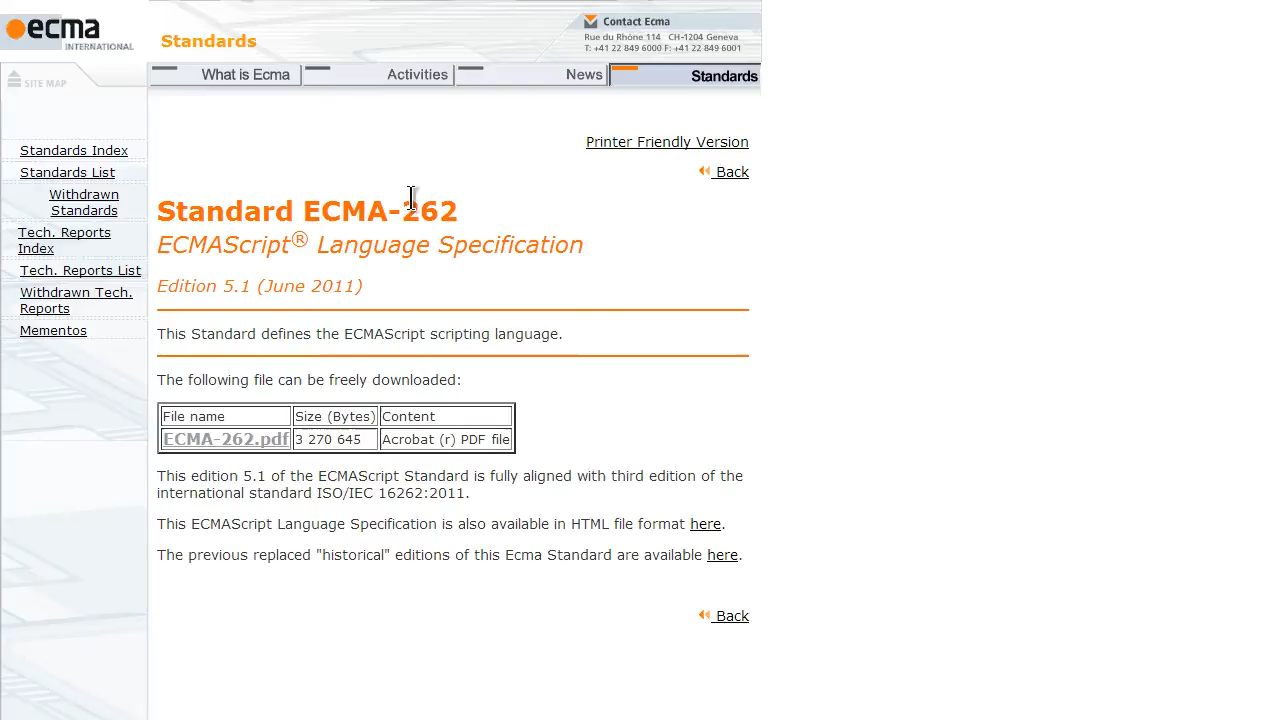 ecma
INTERNATIONAL
Standards
Contact Ecma
Rue du Rhône 114 CH-1204 Geneva
T: +41 22 849 6000 F: +41 22 849 6001
SITE MAP
What is Ecma
Activities
News
Standards
Standards Index
Standards List
Withdrawn
Standards
Tech. Reports
Index
Tech. Reports List
Withdrawn Tech.
Reports
Mementos
Printer Friendly Version
Back
Standard ECMA-262
ECMAScript® Language Specification
Edition 5.1 (June 2011)
This Standard defines the ECMAScript scripting language.
The following file can be freely downloaded:
File name Size (Bytes) Content
ECMA-262.pdf 3 270 645 Acrobat (r) PDF file
This edition 5.1 of the ECMAScript Standard is fully aligned with third edition of the
international standard ISO/IEC 16262:2011.
This ECMAScript Language Specification is also available in HTML file format here.
The previous replaced "historical" editions of this Ecma Standard are available here.
Back